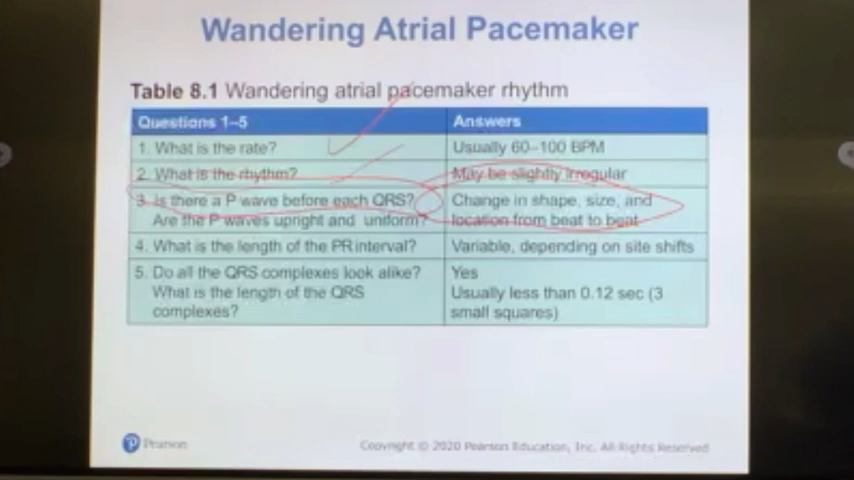 Wandering Atrial Pacemaker
Table 8.1 Wandering atrial pacemaker rhythm
Questions 1–5
Answers
1. What is the rate?
Usually 60–100 BPM
2. What is the rhythm?
May be slightly irregular
3. Is there a P wave before each QRS?
Are the P waves upright and uniform?
Change in shape, size, and
location from beat to beat
4. What is the length of the PR interval?
Variable, depending on site shifts
5. Do all the QRS complexes look alike?
What is the length of the QRS
complexes?
Yes
Usually less than 0.12 sec (3
small squares)
Pearson
Copyright © 2020 Pearson Education, Inc. All Rights Reserved